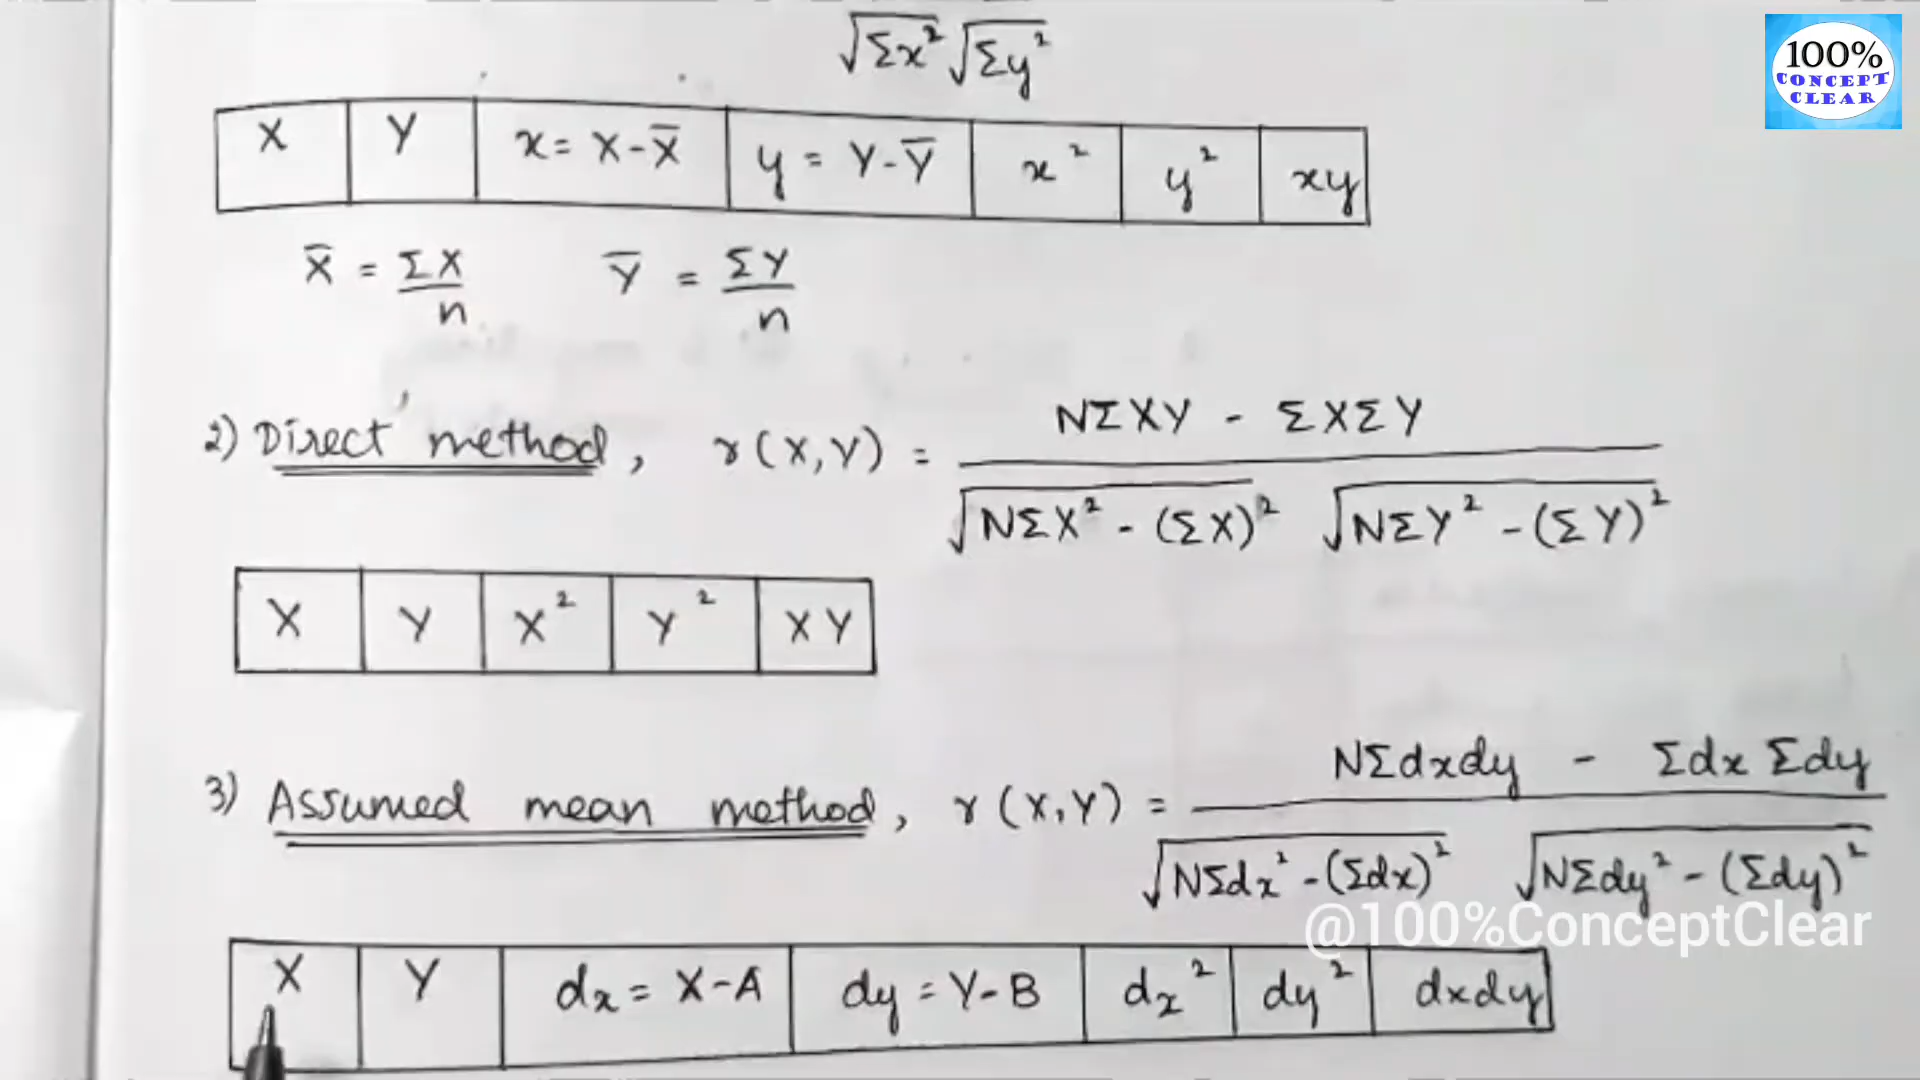 √Σx² √Σy²
100%
CONCEPT
CLEAR
X Y x = X - X̄ y = Y - Ȳ x² y² xy
X̄ = ΣX/n Ȳ = ΣY/n
2) Direct method, r(X,Y) = NΣXY - ΣXΣY / √NΣX² - (ΣX)² √NΣY² - (ΣY)²
X Y X² Y² XY
3) Assumed mean method, r(X,Y) = NΣdxdy - Σdx Σdy / √NΣdx² - (Σdx)² √NΣdy² - (Σdy)²
@100%ConceptClear
X Y dx = X-A dy = Y-B dx² dy² dxdy